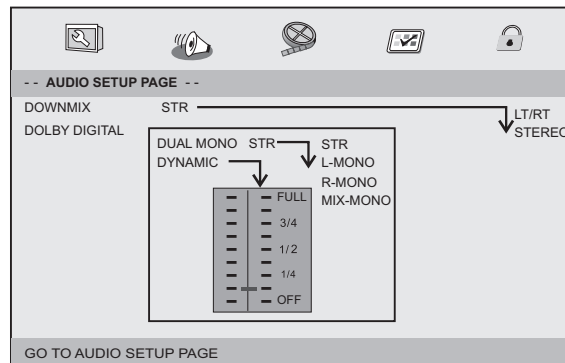 - - AUDIO SETUP PAGE - -
DOWNMIX STR LT/RT
STEREO
DOLBY DIGITAL
DUAL MONO STR STR
DYNAMIC L-MONO
R-MONO
MIX-MONO
FULL
3/4
1/2
1/4
OFF
GO TO AUDIO SETUP PAGE